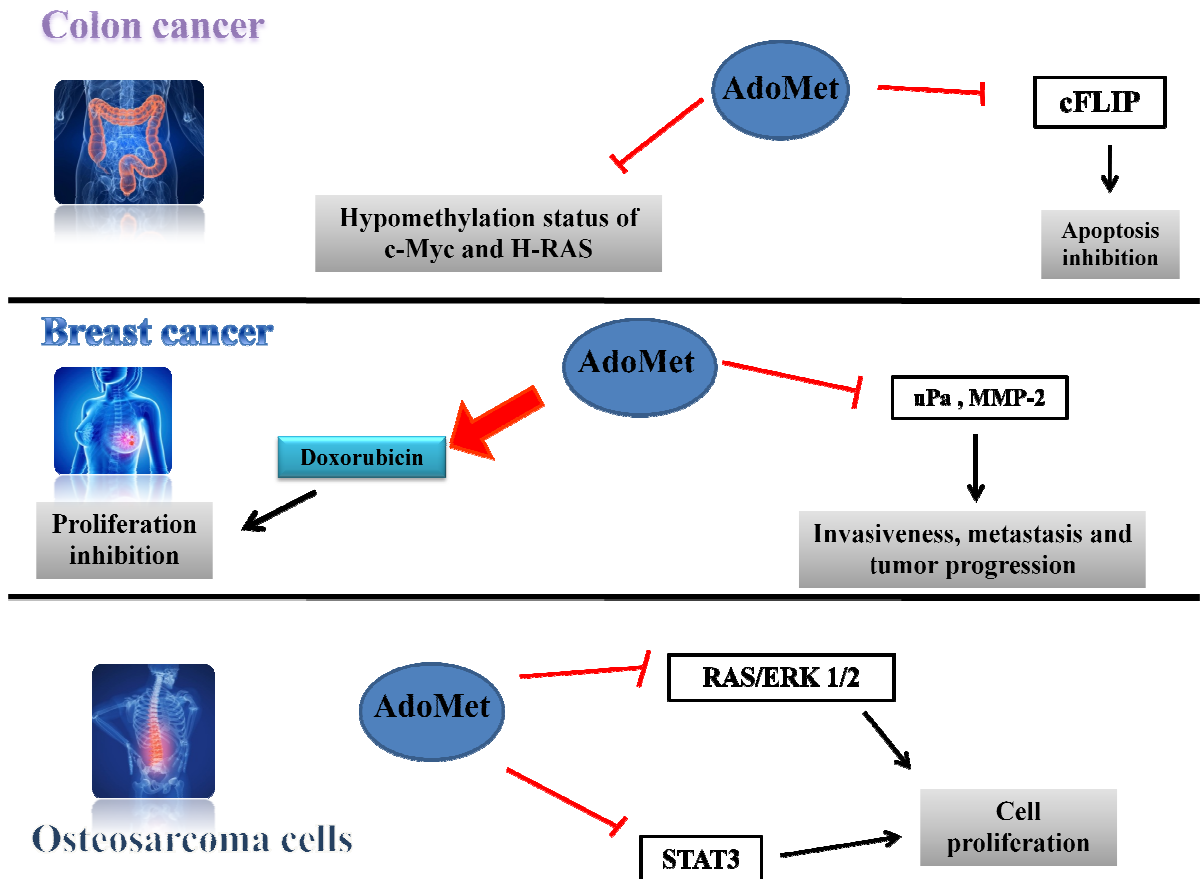 Colon cancer
AdoMet
cFLIP
Hypomethylation status of
c-Myc and H-RAS
Apoptosis
inhibition
Breast cancer
AdoMet
nPa , MMP-2
Doxorubicin
Proliferation
inhibition
Invasiveness, metastasis and
tumor progression
AdoMet
RAS/ERK 1/2
Cell
proliferation
Osteosarcoma cells
STAT3